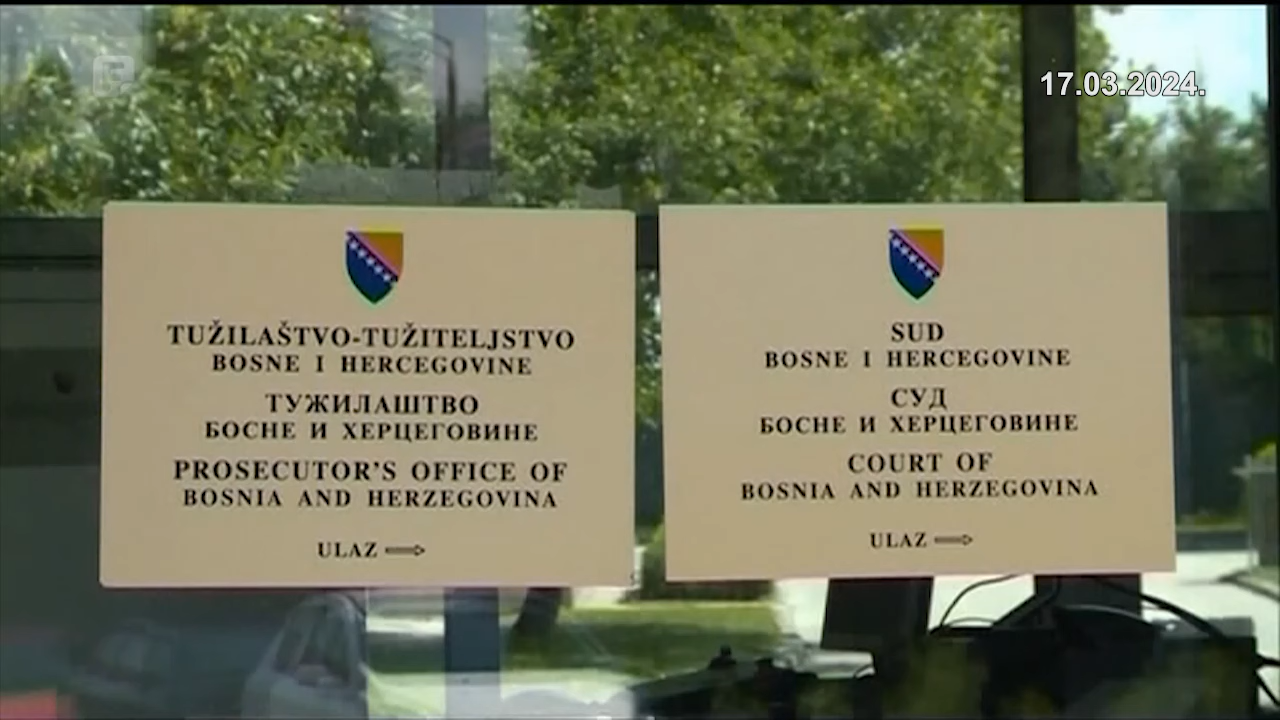 17.03.2024.
TUŽILAŠTVO-TUŽITELJSTVO
BOSNE I HERCEGOVINE
ТУЖИЛАШТВО
БОСНЕ И ХЕРЦЕГОВИНЕ
PROSECUTOR'S OFFICE OF
BOSNIA AND HERZEGOVINA
ULAZ
SUD
BOSNE I HERCEGOVINE
СУД
БОСНЕ И ХЕРЦЕГОВИНЕ
COURT OF
BOSNIA AND HERZEGOVINA
ULAZ